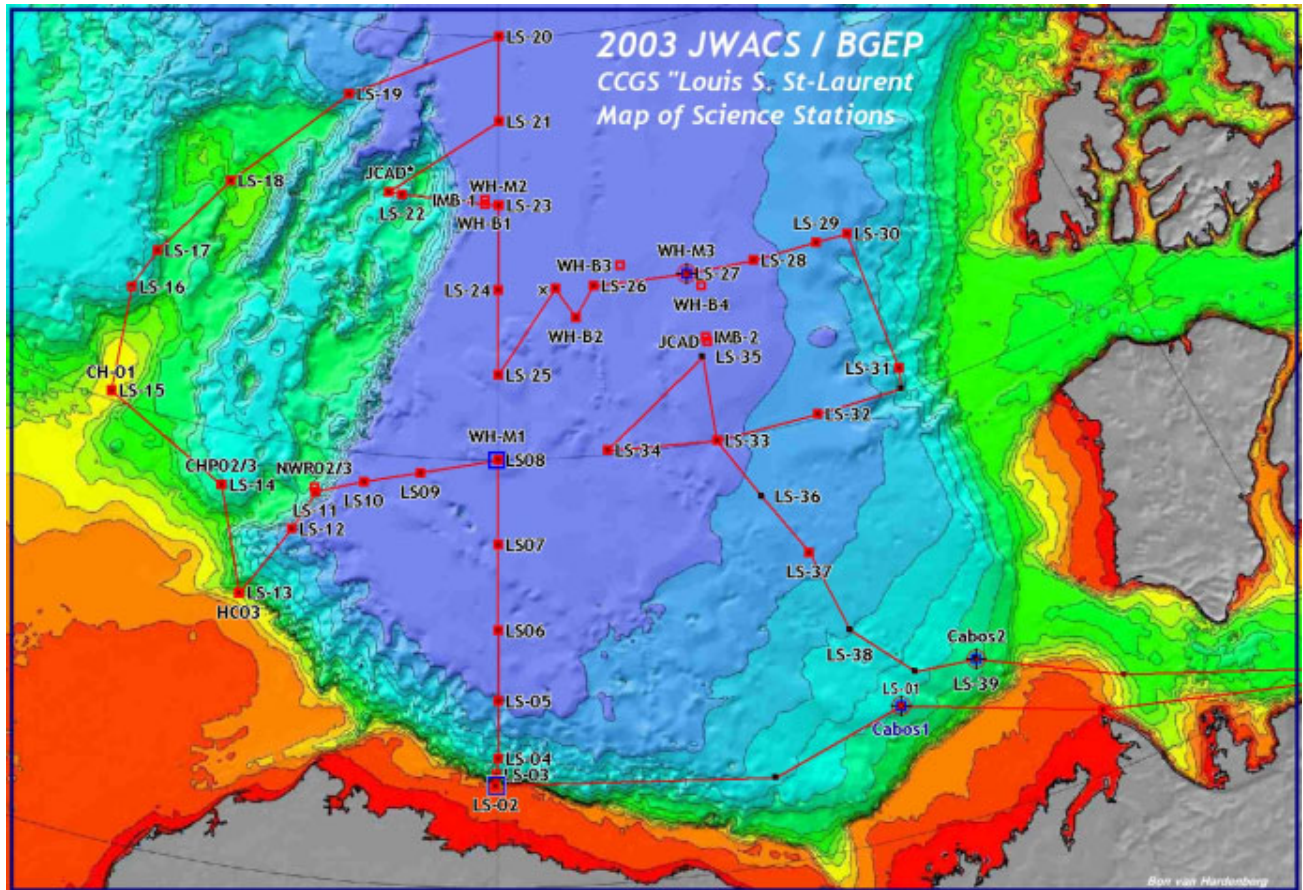 2003 JWACS / BGEP
CCGS "Louis S. St-Laurent
Map of Science Stations
LS-20
LS-19
LS-21
LS-18
JCAD*
WH-M2
IMB-1
LS-22
LS-23
WH-B1
LS-17
LS-29
LS-30
WH-M3
WH-B3
LS-28
LS-27
LS-16
LS-24
x
LS-26
WH-B4
WH-B2
JCAD
IMB-2
LS-35
CH-01
LS-25
LS-31
LS-15
LS-32
WH-M1
LS-33
LS-34
LS08
CHP02/3
NWR02/3
LS09
LS-14
LS10
LS-36
LS-11
LS-12
LS07
LS-37
LS-13
HC03
LS06
LS-38
Cabos2
LS-39
LS-05
LS-01
Cabos1
LS-04
LS-03
LS-02
Bon van Hardenberg